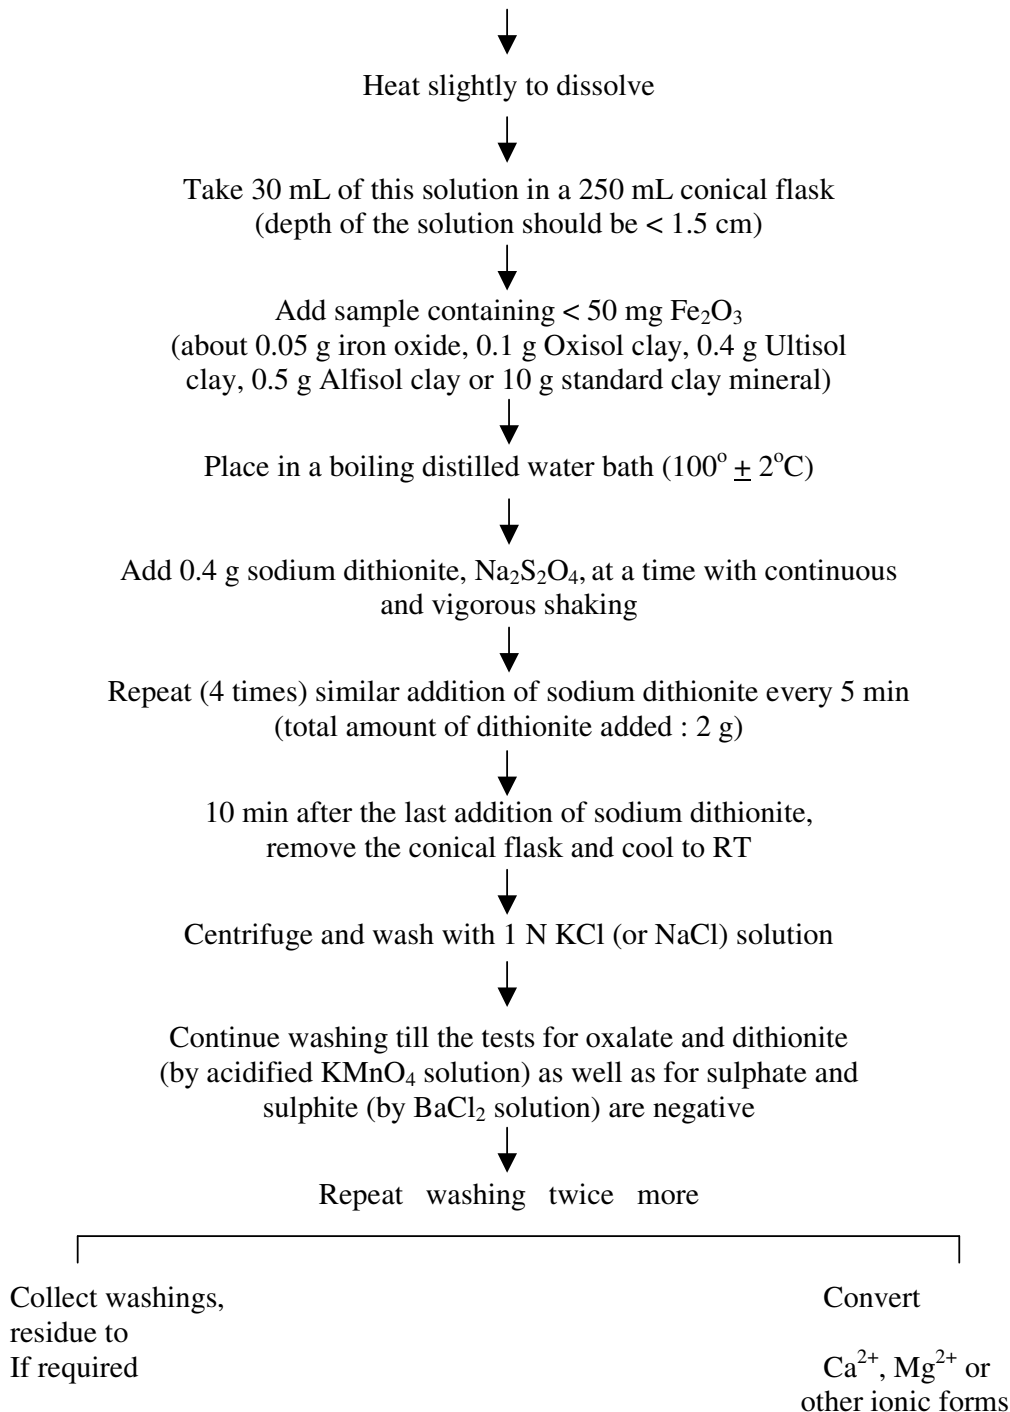 Heat slightly to dissolve
Take 30 mL of this solution in a 250 mL conical flask
(depth of the solution should be < 1.5 cm)
Add sample containing < 50 mg Fe₂O₃
(about 0.05 g iron oxide, 0.1 g Oxisol clay, 0.4 g Ultisol
clay, 0.5 g Alfisol clay or 10 g standard clay mineral)
Place in a boiling distilled water bath (100° ± 2°C)
Add 0.4 g sodium dithionite, Na₂S₂O₄, at a time with continuous
and vigorous shaking
Repeat (4 times) similar addition of sodium dithionite every 5 min
(total amount of dithionite added : 2 g)
10 min after the last addition of sodium dithionite,
remove the conical flask and cool to RT
Centrifuge and wash with 1 N KCl (or NaCl) solution
Continue washing till the tests for oxalate and dithionite
(by acidified KMnO₄ solution) as well as for sulphate and
sulphite (by BaCl₂ solution) are negative
Repeat washing twice more
Collect washings,
residue to
If required
Convert
Ca²⁺, Mg²⁺ or
other ionic forms